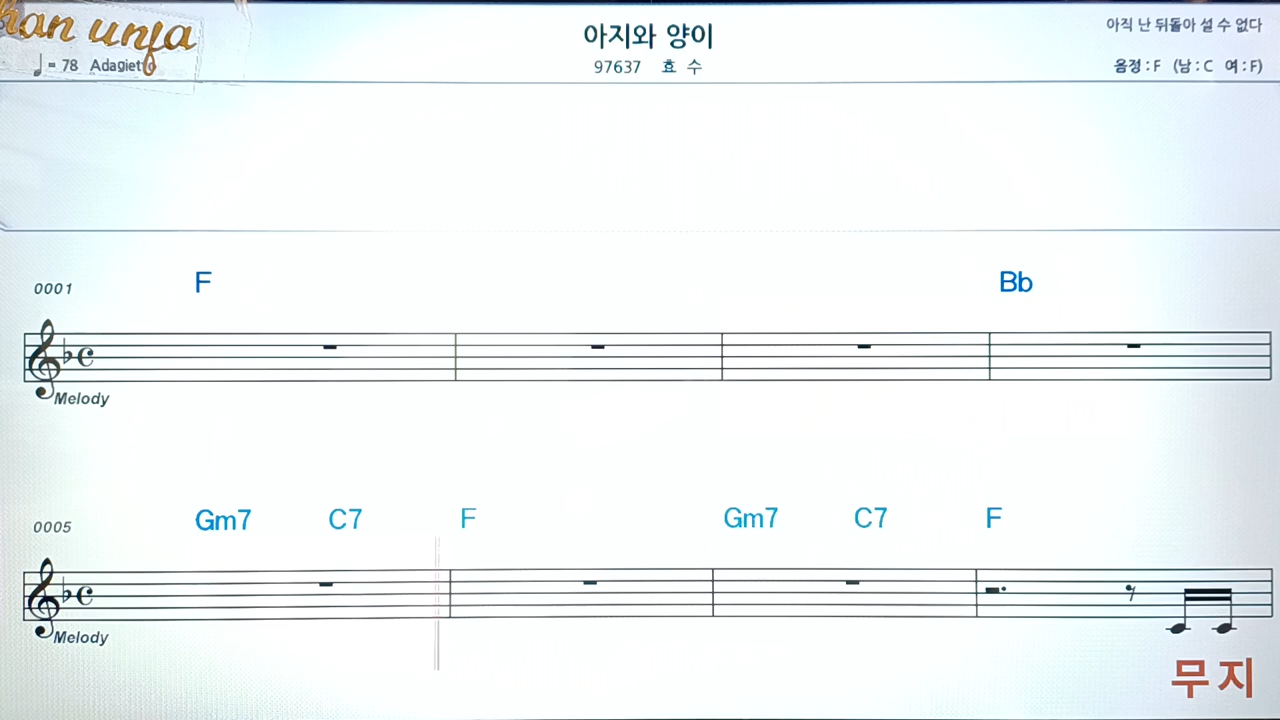 han unja
아지와 양이
아직 난 뒤돌아 설 수 없다
= 78 Adagietto
97637 효 수
음정 : F (남 : C 여 : F)
0001
F
Bb
Melody
0005
Gm7 C7 F Gm7 C7 F
Melody
무지